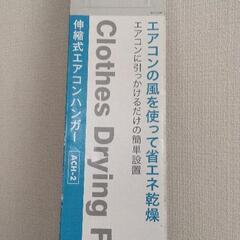 エアコンの風を使って省エネ乾燥
エアコンに引っかけるだけの簡単設置
Clothes Drying F
伸縮式エアコンハンガー
ACH-2